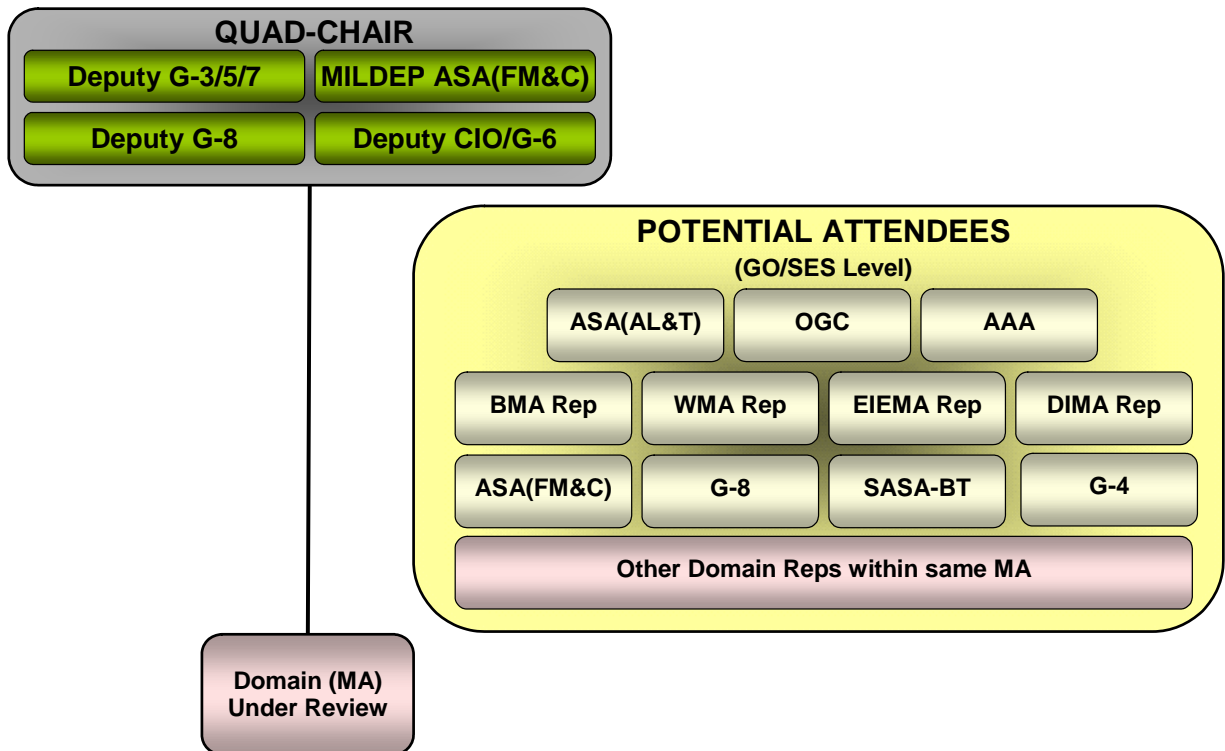 QUAD-CHAIR
Deputy G-3/5/7
MILDEP ASA(FM&C)
Deputy G-8
Deputy CIO/G-6
POTENTIAL ATTENDEES
(GO/SES Level)
ASA(AL&T)
OGC
AAA
BMA Rep
WMA Rep
EIEMA Rep
DIMA Rep
ASA(FM&C)
G-8
SASA-BT
G-4
Other Domain Reps within same MA
Domain (MA)
Under Review